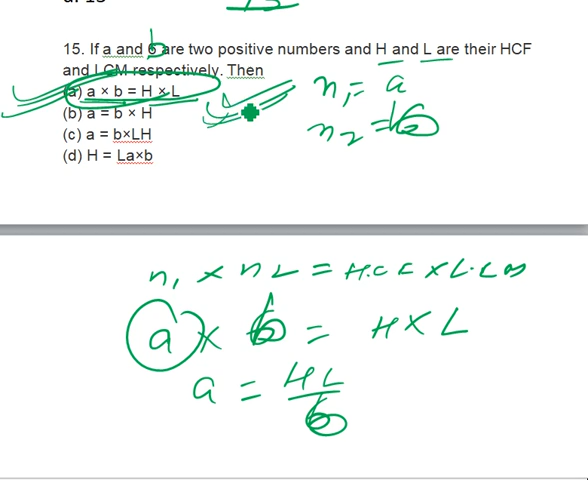 15. If a and 6 are two positive numbers and H and L are their HCF
b
and LCM respectively. Then
(a) a × b = H × L
(b) a = b × H
(c) a = b×LH
(d) H = La×b
n1 = a
n2 = b
n1 × n2 = H.C.F × L.C.M
a × b = H × L
a = HL
b